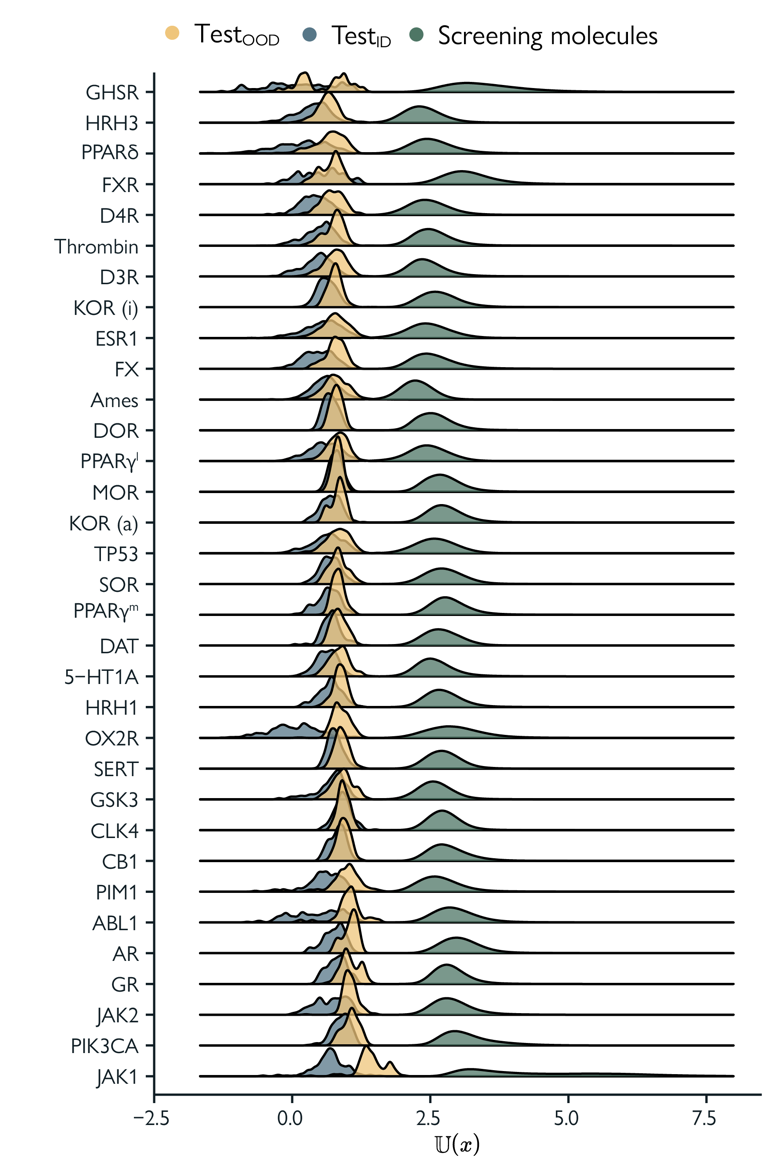 Test_OOD Test_ID Screening molecules
GHSR
HRH3
PPARδ
FXR
D4R
Thrombin
D3R
KOR (i)
ESR1
FX
Ames
DOR
PPARγˡ
MOR
KOR (a)
TP53
SOR
PPARγᵐ
DAT
5−HT1A
HRH1
OX2R
SERT
GSK3
CLK4
CB1
PIM1
ABL1
AR
GR
JAK2
PIK3CA
JAK1
−2.5 0.0 2.5 5.0 7.5
𝕌(x)